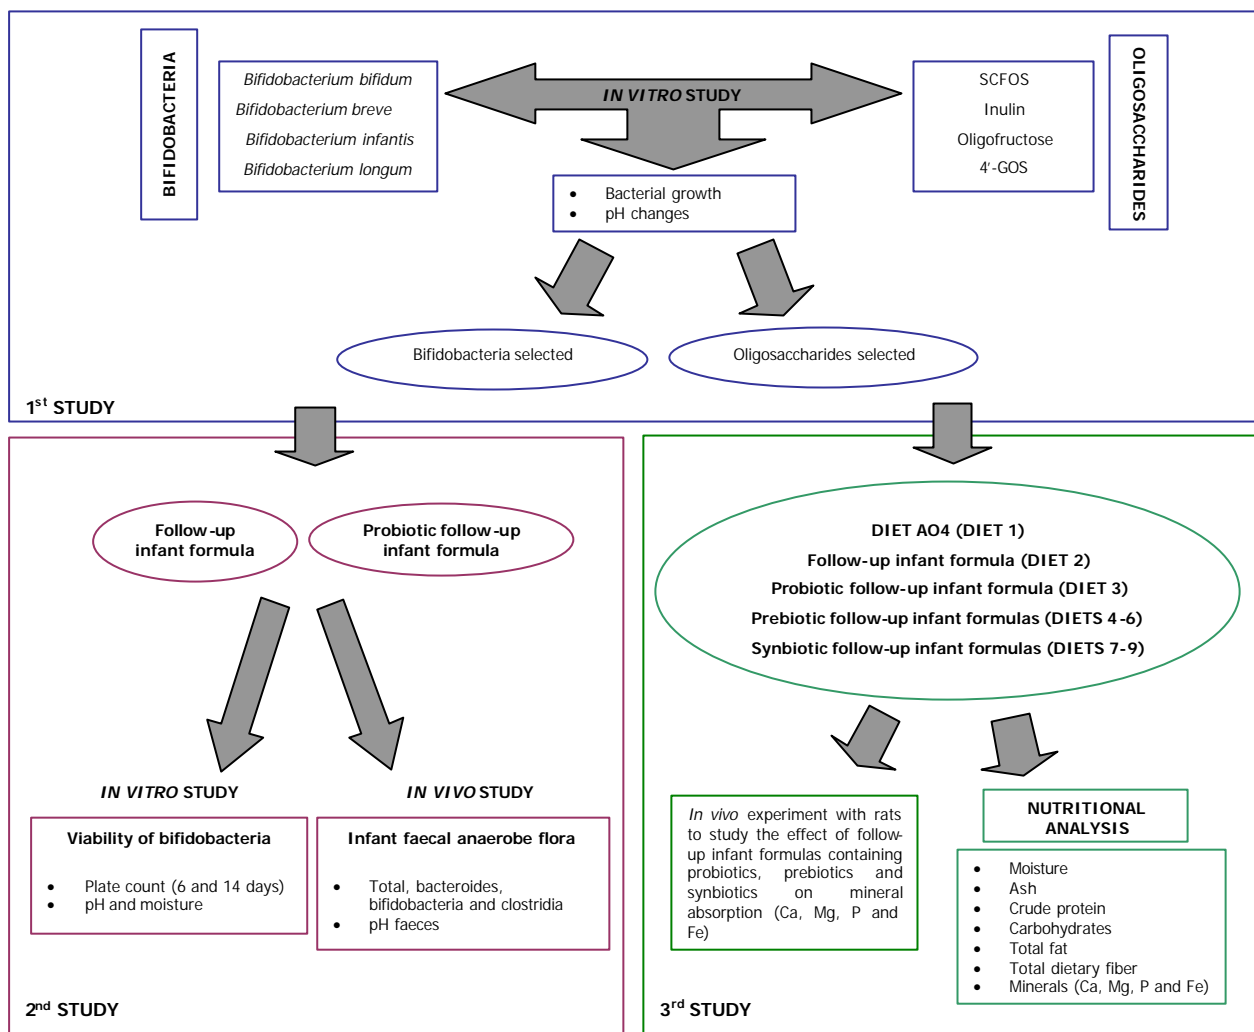 BIFIDOBACTERIA
Bifidobacterium bifidum
Bifidobacterium breve
Bifidobacterium infantis
Bifidobacterium longum
IN VITRO STUDY
SCFOS
Inulin
Oligofructose
4'-GOS
OLIGOSACCHARIDES
• Bacterial growth
• pH changes
Bifidobacteria selected
Oligosaccharides selected
1st STUDY
Follow-up
infant formula
Probiotic follow-up
infant formula
IN VITRO STUDY
Viability of bifidobacteria
• Plate count (6 and 14 days)
• pH and moisture
IN VIVO STUDY
Infant faecal anaerobe flora
• Total, bacteroides,
bifidobacteria and clostridia
• pH faeces
2nd STUDY
DIET AO4 (DIET 1)
Follow-up infant formula (DIET 2)
Probiotic follow-up infant formula (DIET 3)
Prebiotic follow-up infant formulas (DIETS 4-6)
Synbiotic follow-up infant formulas (DIETS 7-9)
In vivo experiment with rats
to study the effect of follow-
up infant formulas containing
probiotics, prebiotics and
synbiotics on mineral
absorption (Ca, Mg, P and
Fe)
NUTRITIONAL
ANALYSIS
• Moisture
• Ash
• Crude protein
• Carbohydrates
• Total fat
• Total dietary fiber
• Minerals (Ca, Mg, P and Fe)
3rd STUDY